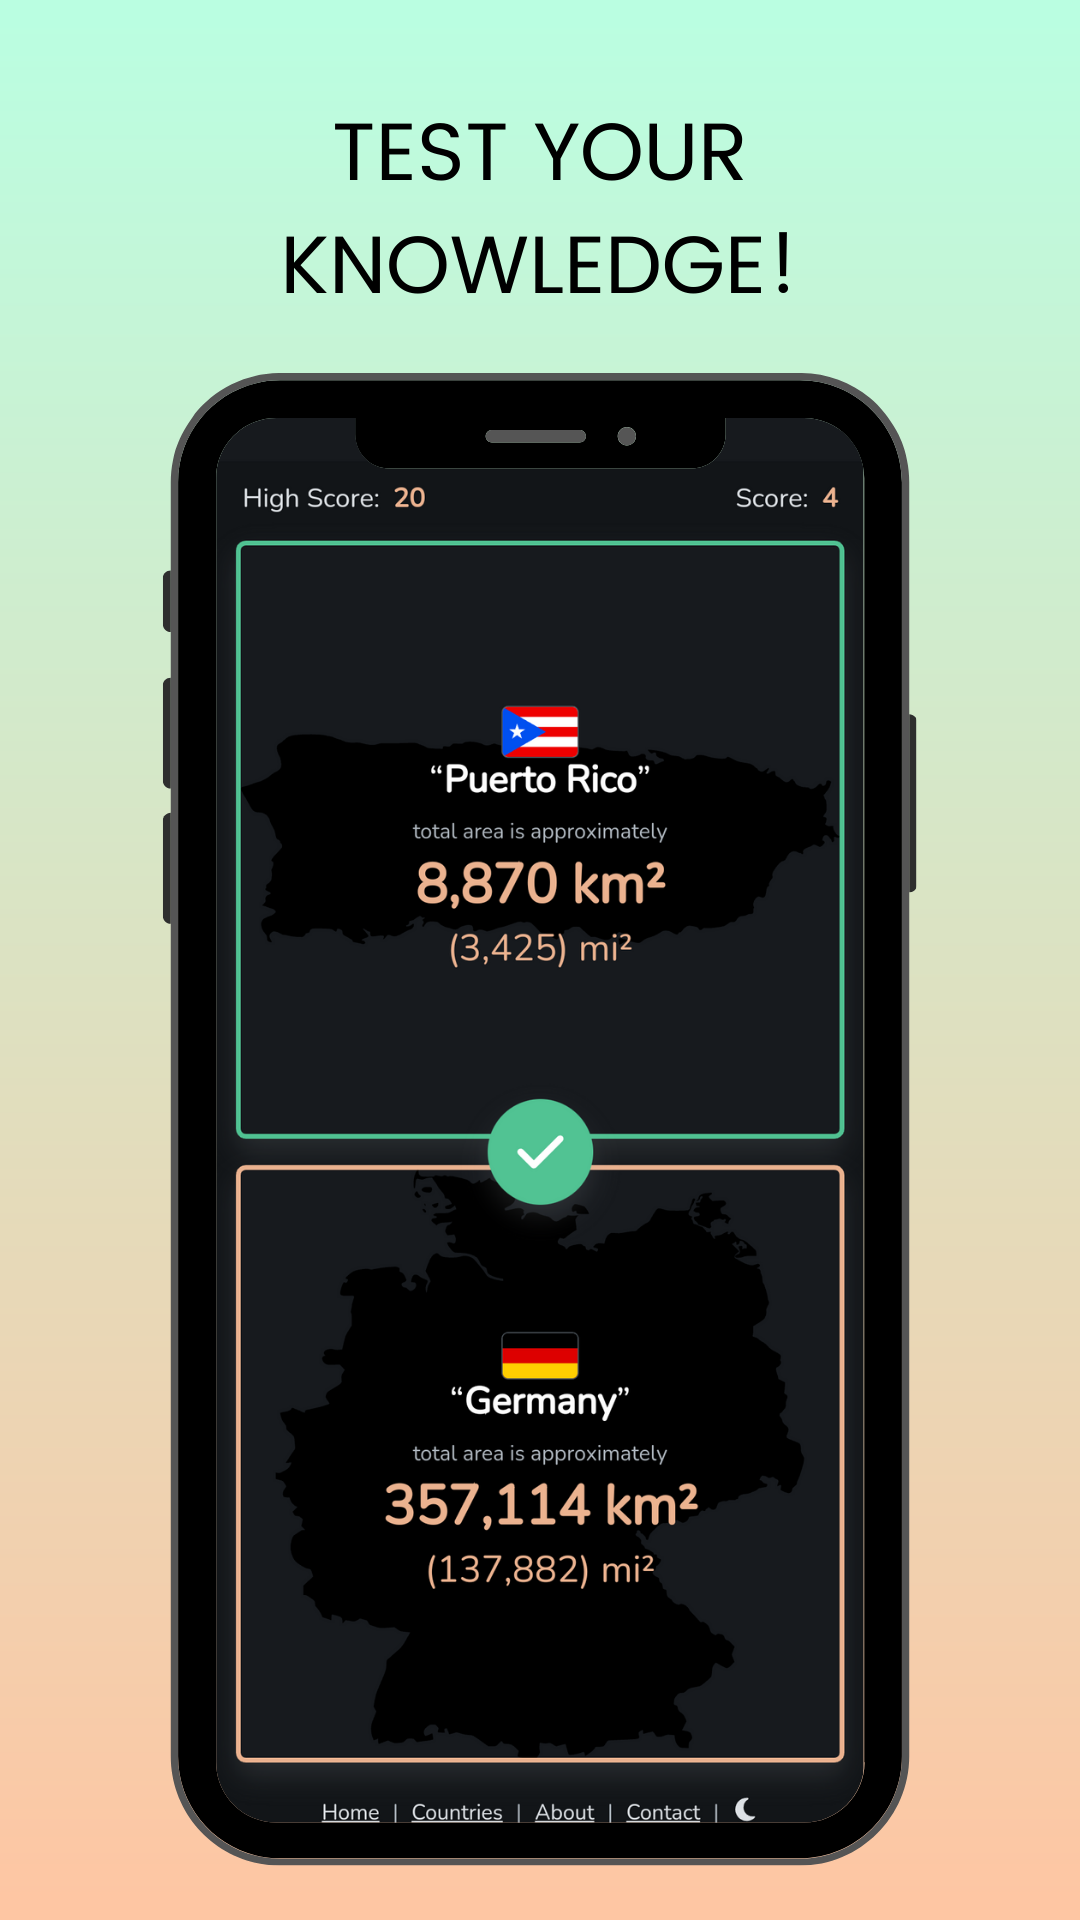 TEST YOUR
KNOWLEDGE!
High Score: 20
Score: 4
“Puerto Rico”
total area is approximately
8,870 km²
(3,425) mi²
“Germany”
total area is approximately
357,114 km²
(137,882) mi²
Home | Countries | About | Contact |